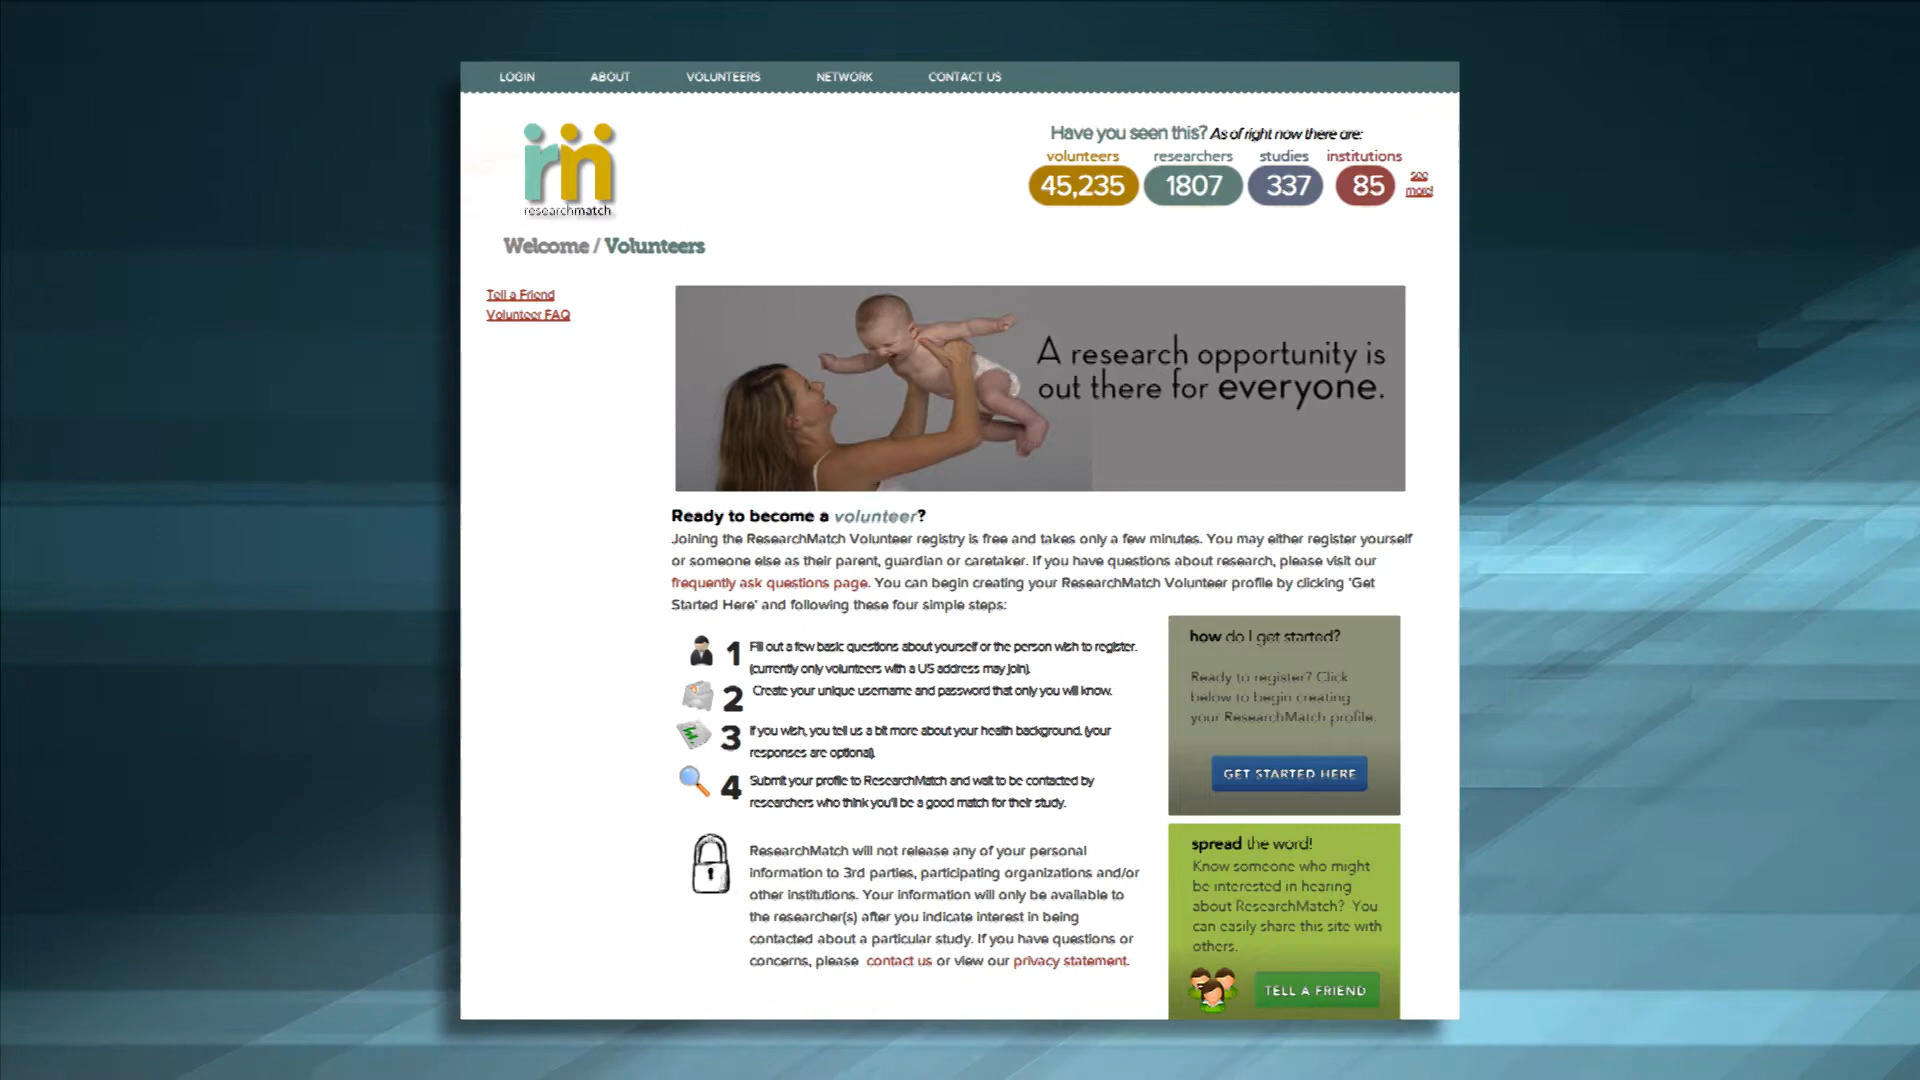 LOGIN ABOUT VOLUNTEERS NETWORK CONTACT US
rm
researchmatch
Have you seen this? As of right now there are:
volunteers researchers studies institutions
45,235 1807 337 85 see more!
Welcome / Volunteers
Tell a Friend
Volunteer FAQ
A research opportunity is
out there for everyone.
Ready to become a volunteer?
Joining the ResearchMatch Volunteer registry is free and takes only a few minutes. You may either register yourself
or someone else as their parent, guardian or caretaker. If you have questions about research, please visit our
frequently ask questions page. You can begin creating your ResearchMatch Volunteer profile by clicking 'Get
Started Here' and following these four simple steps:
1 Fill out a few basic questions about yourself or the person wish to register.
(currently only volunteers with a US address may join).
2 Create your unique username and password that only you will know.
3 If you wish, you tell us a bit more about your health background. (your
responses are optional).
4 Submit your profile to ResearchMatch and wait to be contacted by
researchers who think you'll be a good match for their study.
ResearchMatch will not release any of your personal
information to 3rd parties, participating organizations and/or
other institutions. Your information will only be available to
the researcher(s) after you indicate interest in being
contacted about a particular study. If you have questions or
concerns, please contact us or view our privacy statement.
how do I get started?
Ready to register? Click
below to begin creating
your ResearchMatch profile.
GET STARTED HERE
spread the word!
Know someone who might
be interested in hearing
about ResearchMatch? You
can easily share this site with
others.
TELL A FRIEND